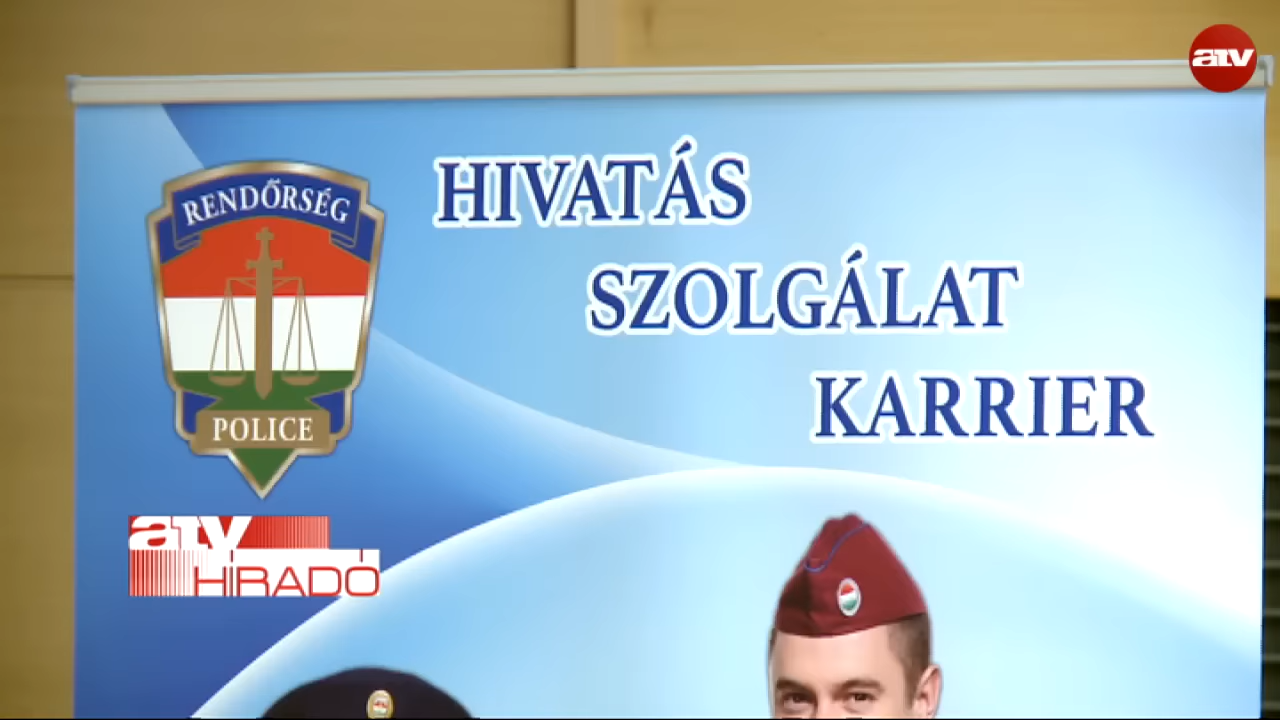 atv
HIVATÁS
RENDŐRSÉG
SZOLGÁLAT
KARRIER
POLICE
atv
HÍRADÓ